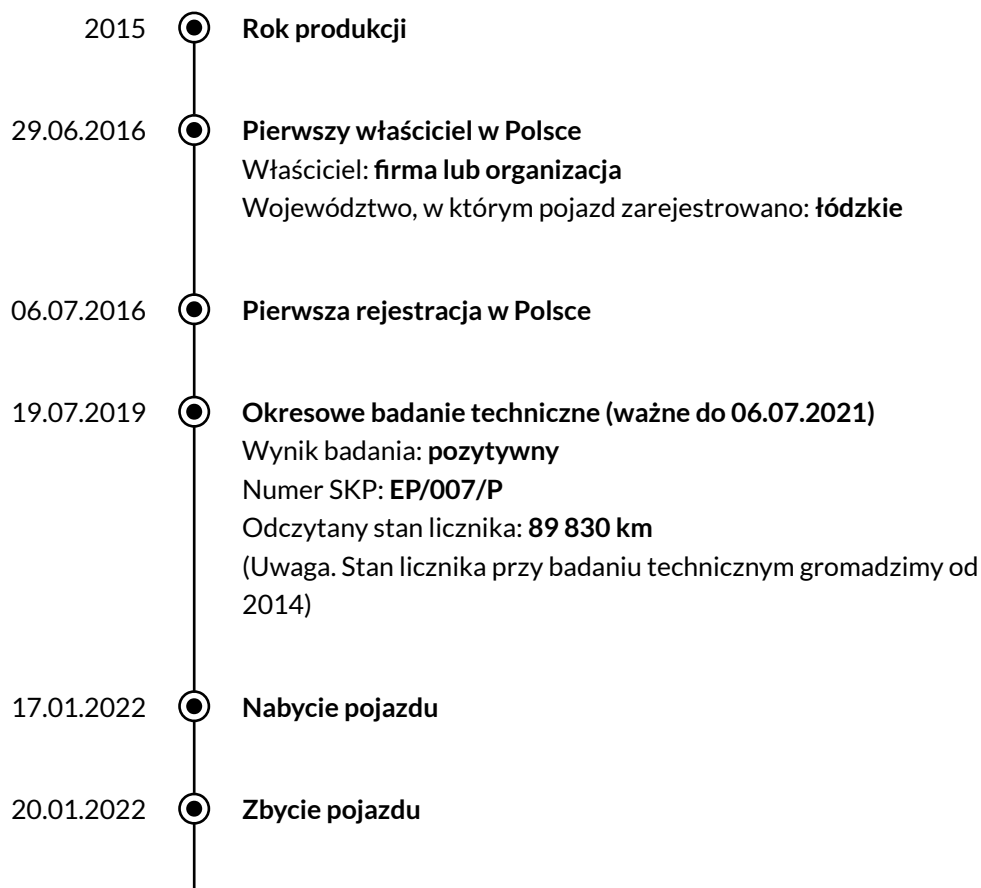 2015 Rok produkcji
29.06.2016 Pierwszy właściciel w Polsce
Właściciel: firma lub organizacja
Województwo, w którym pojazd zarejestrowano: łódzkie
06.07.2016 Pierwsza rejestracja w Polsce
19.07.2019 Okresowe badanie techniczne (ważne do 06.07.2021)
Wynik badania: pozytywny
Numer SKP: EP/007/P
Odczytany stan licznika: 89 830 km
(Uwaga. Stan licznika przy badaniu technicznym gromadzimy od
2014)
17.01.2022 Nabycie pojazdu
20.01.2022 Zbycie pojazdu